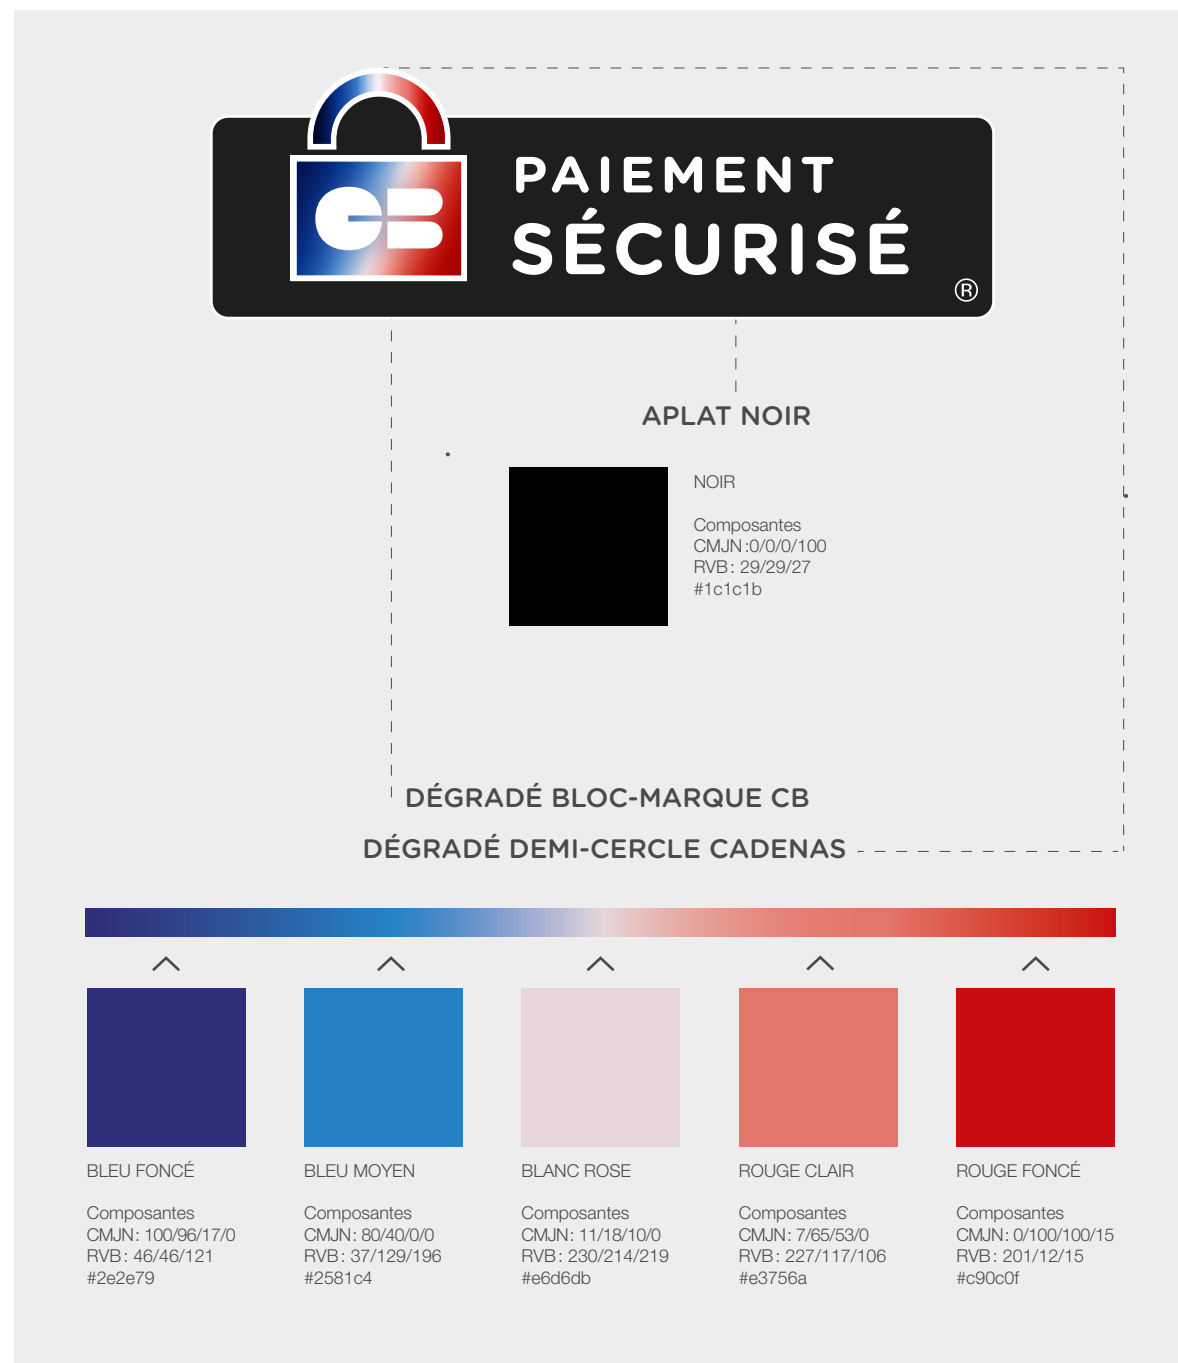 CB
PAIEMENT
SÉCURISÉ
®
APLAT NOIR
NOIR
Composantes
CMJN :0/0/0/100
RVB : 29/29/27
#1c1c1b
DÉGRADÉ BLOC-MARQUE CB
DÉGRADÉ DEMI-CERCLE CADENAS
BLEU FONCÉ
Composantes
CMJN : 100/96/17/0
RVB : 46/46/121
#2e2e79
BLEU MOYEN
Composantes
CMJN : 80/40/0/0
RVB : 37/129/196
#2581c4
BLANC ROSE
Composantes
CMJN : 11/18/10/0
RVB : 230/214/219
#e6d6db
ROUGE CLAIR
Composantes
CMJN : 7/65/53/0
RVB : 227/117/106
#e3756a
ROUGE FONCÉ
Composantes
CMJN : 0/100/100/15
RVB : 201/12/15
#c90c0f